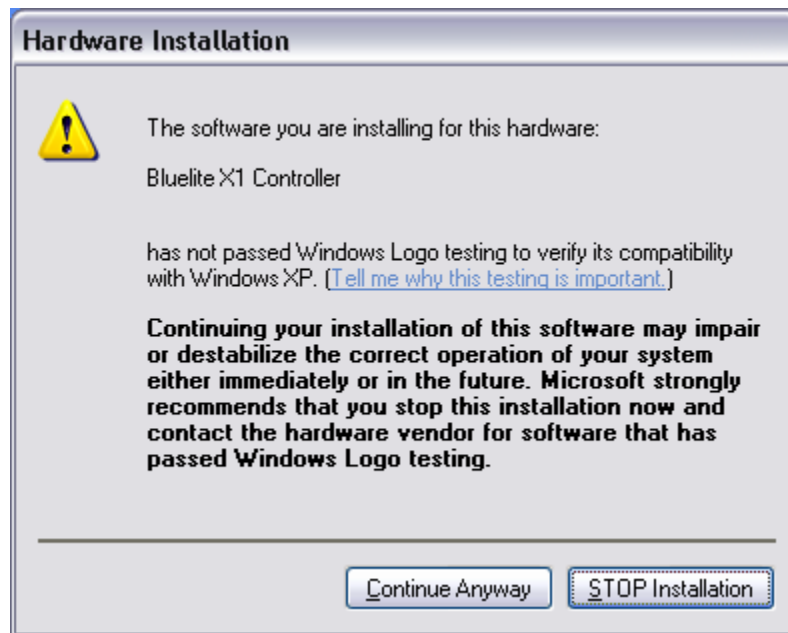 Hardware Installation
The software you are installing for this hardware:
Bluelite X1 Controller
has not passed Windows Logo testing to verify its compatibility
with Windows XP. (Tell me why this testing is important.)
Continuing your installation of this software may impair
or destabilize the correct operation of your system
either immediately or in the future. Microsoft strongly
recommends that you stop this installation now and
contact the hardware vendor for software that has
passed Windows Logo testing.
Continue Anyway STOP Installation